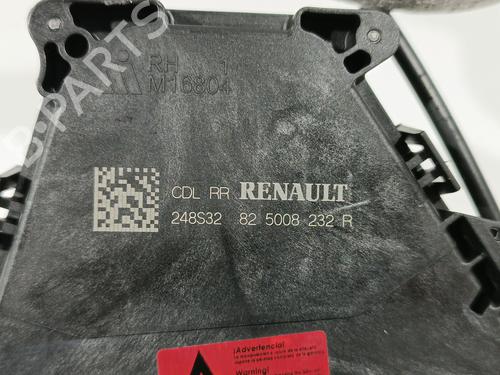 RH 1
M16804
CDL RR RENAULT
248S32 82 5008 232 R
¡Advertencia!
Warning!
B-PARTS